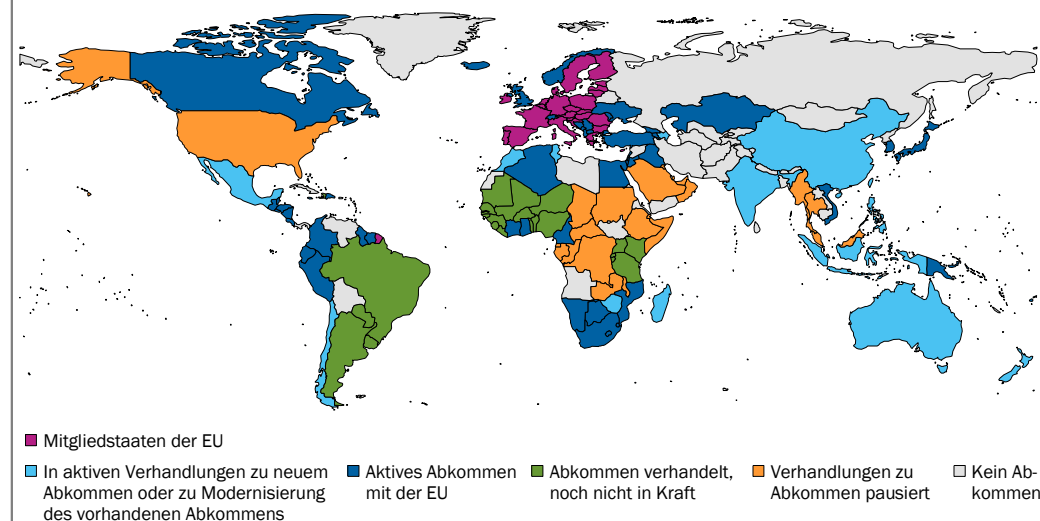 Mitgliedstaaten der EU
In aktiven Verhandlungen zu neuem
Abkommen oder zu Modernisierung
des vorhandenen Abkommens
Aktives Abkommen
mit der EU
Abkommen verhandelt,
noch nicht in Kraft
Verhandlungen zu
Abkommen pausiert
Kein Ab-
kommen